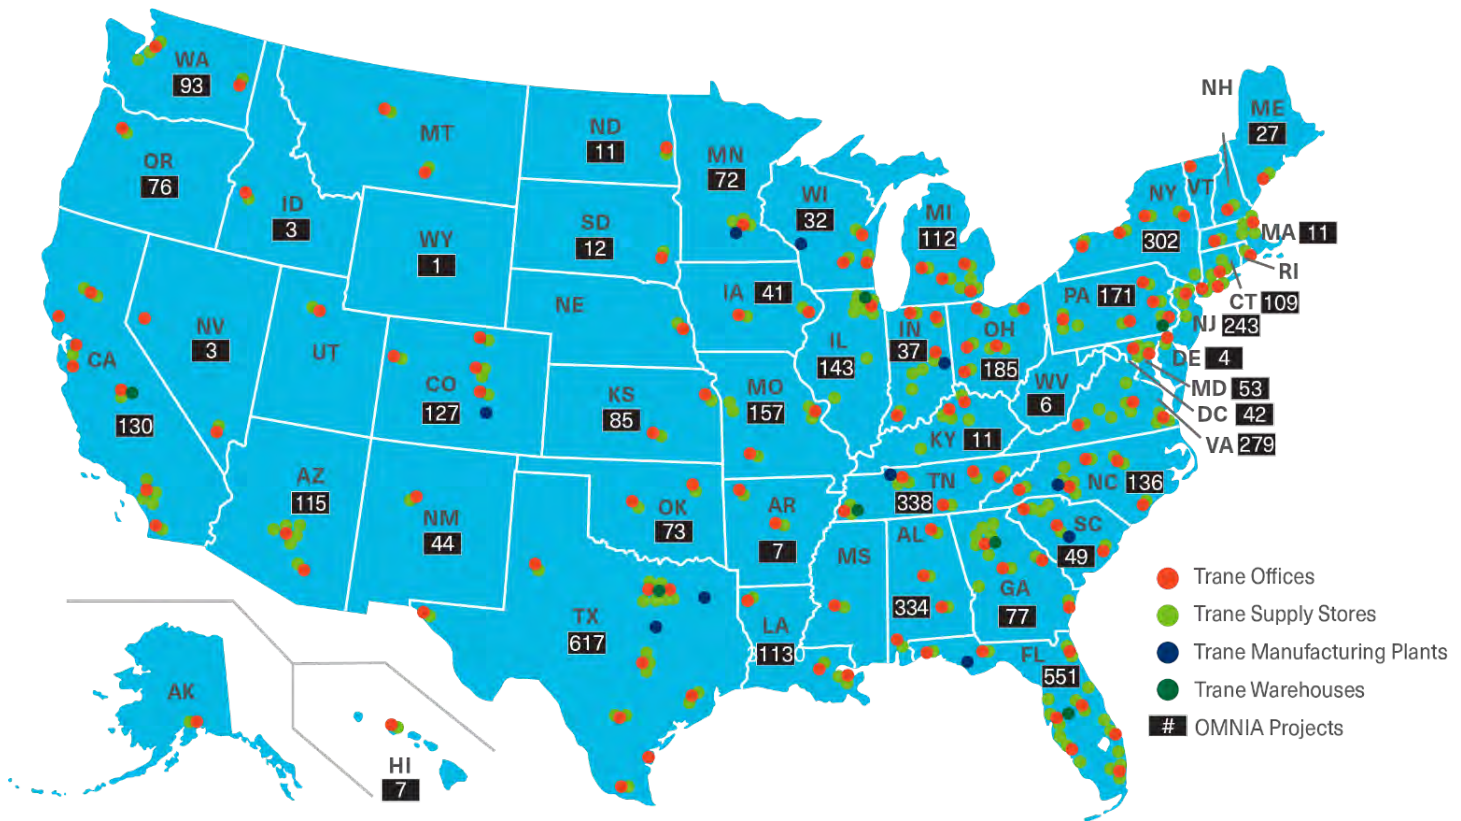 WA
93
OR
76
ID
3
MT
WY
1
ND
11
SD
12
NE
MN
72
WI
32
MI
112
IA 41
NV
3
UT
CA
130
CO
127
KS
85
MO
157
IL
143
IN
37
OH
185
PA 171
NY
302
VT
NH
ME
27
MA 11
RI
CT 109
NJ 243
DE 4
MD 53
DC 42
VA 279
WV
6
KY 11
TN
338
NC 136
SC
49
GA
77
AL
334
MS
AR
7
LA
113
OK
73
TX
617
NM
44
AZ
115
FL
551
AK
HI
7
Trane Offices
Trane Supply Stores
Trane Manufacturing Plants
Trane Warehouses
# OMNIA Projects